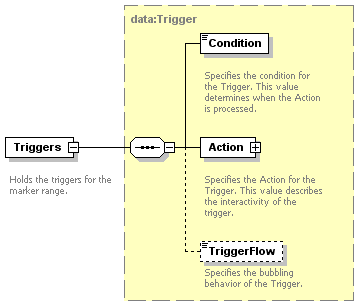 data:Trigger
Condition
Specifies the condition for
the Trigger. This value
determines when the Action
is processed.
Triggers
Holds the triggers for the
marker range.
Action
Specifies the Action for the
Trigger. This value describes
the interactivity of the
trigger.
TriggerFlow
Specifies the bubbling
behavior of the Trigger.